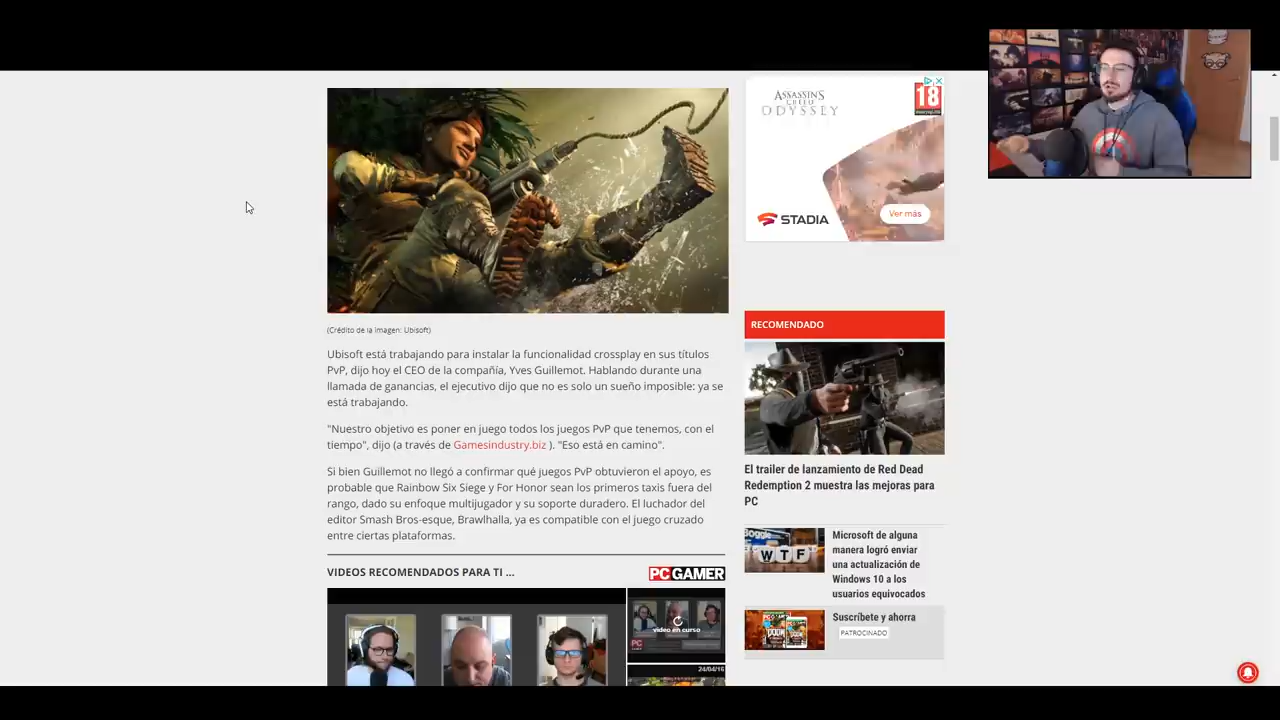 ASSASSIN'S
CREED
ODYSSEY
18
STADIA
Ver más
(Crédito de la imagen: Ubisoft)
Ubisoft está trabajando para instalar la funcionalidad crossplay en sus títulos
PvP, dijo hoy el CEO de la compañía, Yves Guillemot. Hablando durante una
llamada de ganancias, el ejecutivo dijo que no es solo un sueño imposible: ya se
está trabajando.
"Nuestro objetivo es poner en juego todos los juegos PvP que tenemos, con el
tiempo", dijo (a través de Gamesindustry.biz ). "Eso está en camino".
Si bien Guillemot no llegó a confirmar qué juegos PvP obtuvieron el apoyo, es
probable que Rainbow Six Siege y For Honor sean los primeros taxis fuera del
rango, dado su enfoque multijugador y su soporte duradero. El luchador del
editor Smash Bros-esque, Brawlhalla, ya es compatible con el juego cruzado
entre ciertas plataformas.
VIDEOS RECOMENDADOS PARA TI ...
PC GAMER
video en curso
24/04/16
RECOMENDADO
El trailer de lanzamiento de Red Dead
Redemption 2 muestra las mejoras para
PC
WTF
Microsoft de alguna
manera logró enviar
una actualización de
Windows 10 a los
usuarios equivocados
Suscríbete y ahorra
PATROCINADO